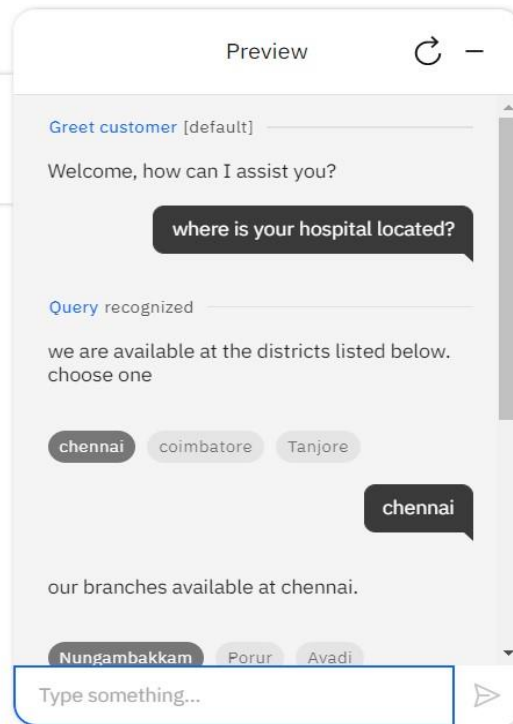 Preview
Greet customer [default]
Welcome, how can I assist you?
where is your hospital located?
Query recognized
we are available at the districts listed below.
choose one
chennai coimbatore Tanjore
chennai
our branches available at chennai.
Nungambakkam Porur Avadi
Type something...